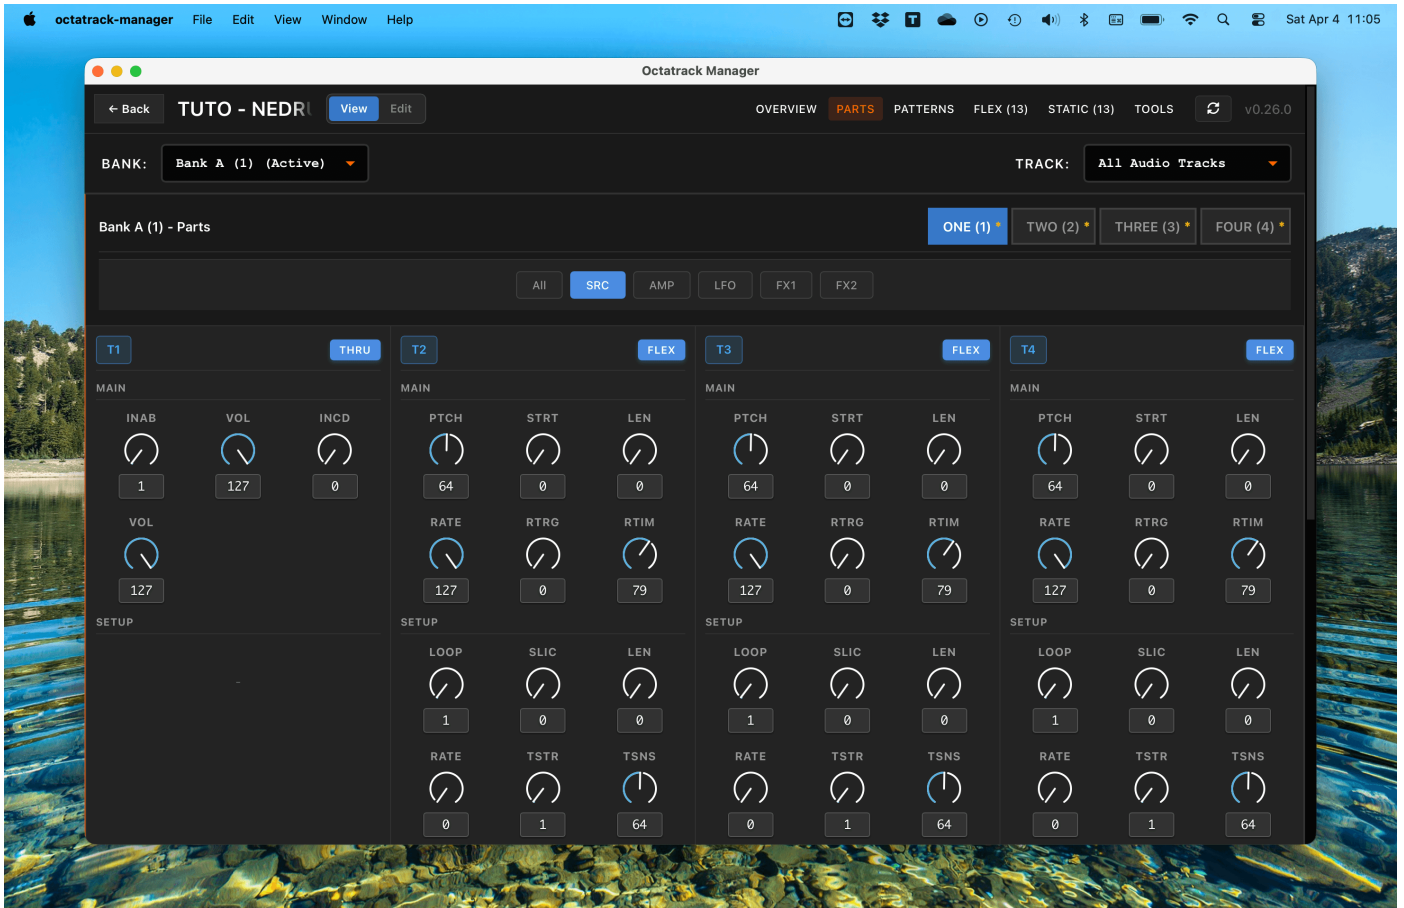 octatrack-manager File Edit View Window Help Sat Apr 4 11:05
Octatrack Manager
← Back TUTO - NEDRU View Edit OVERVIEW PARTS PATTERNS FLEX (13) STATIC (13) TOOLS v0.26.0
BANK: Bank A (1) (Active) TRACK: All Audio Tracks
Bank A (1) - Parts ONE (1) * TWO (2) * THREE (3) * FOUR (4) *
All SRC AMP LFO FX1 FX2
T1 THRU T2 FLEX T3 FLEX T4 FLEX
MAIN MAIN MAIN MAIN
INAB VOL INCD PTCH STRT LEN PTCH STRT LEN PTCH STRT LEN
1 127 0 64 0 0 64 0 0 64 0 0
VOL RATE RTRG RTIM RATE RTRG RTIM RATE RTRG RTIM
127 127 0 79 127 0 79 127 0 79
SETUP SETUP SETUP SETUP
LOOP SLIC LEN LOOP SLIC LEN LOOP SLIC LEN
-
1 0 0 1 0 0 1 0 0
RATE TSTR TSNS RATE TSTR TSNS RATE TSTR TSNS
0 1 64 0 1 64 0 1 64